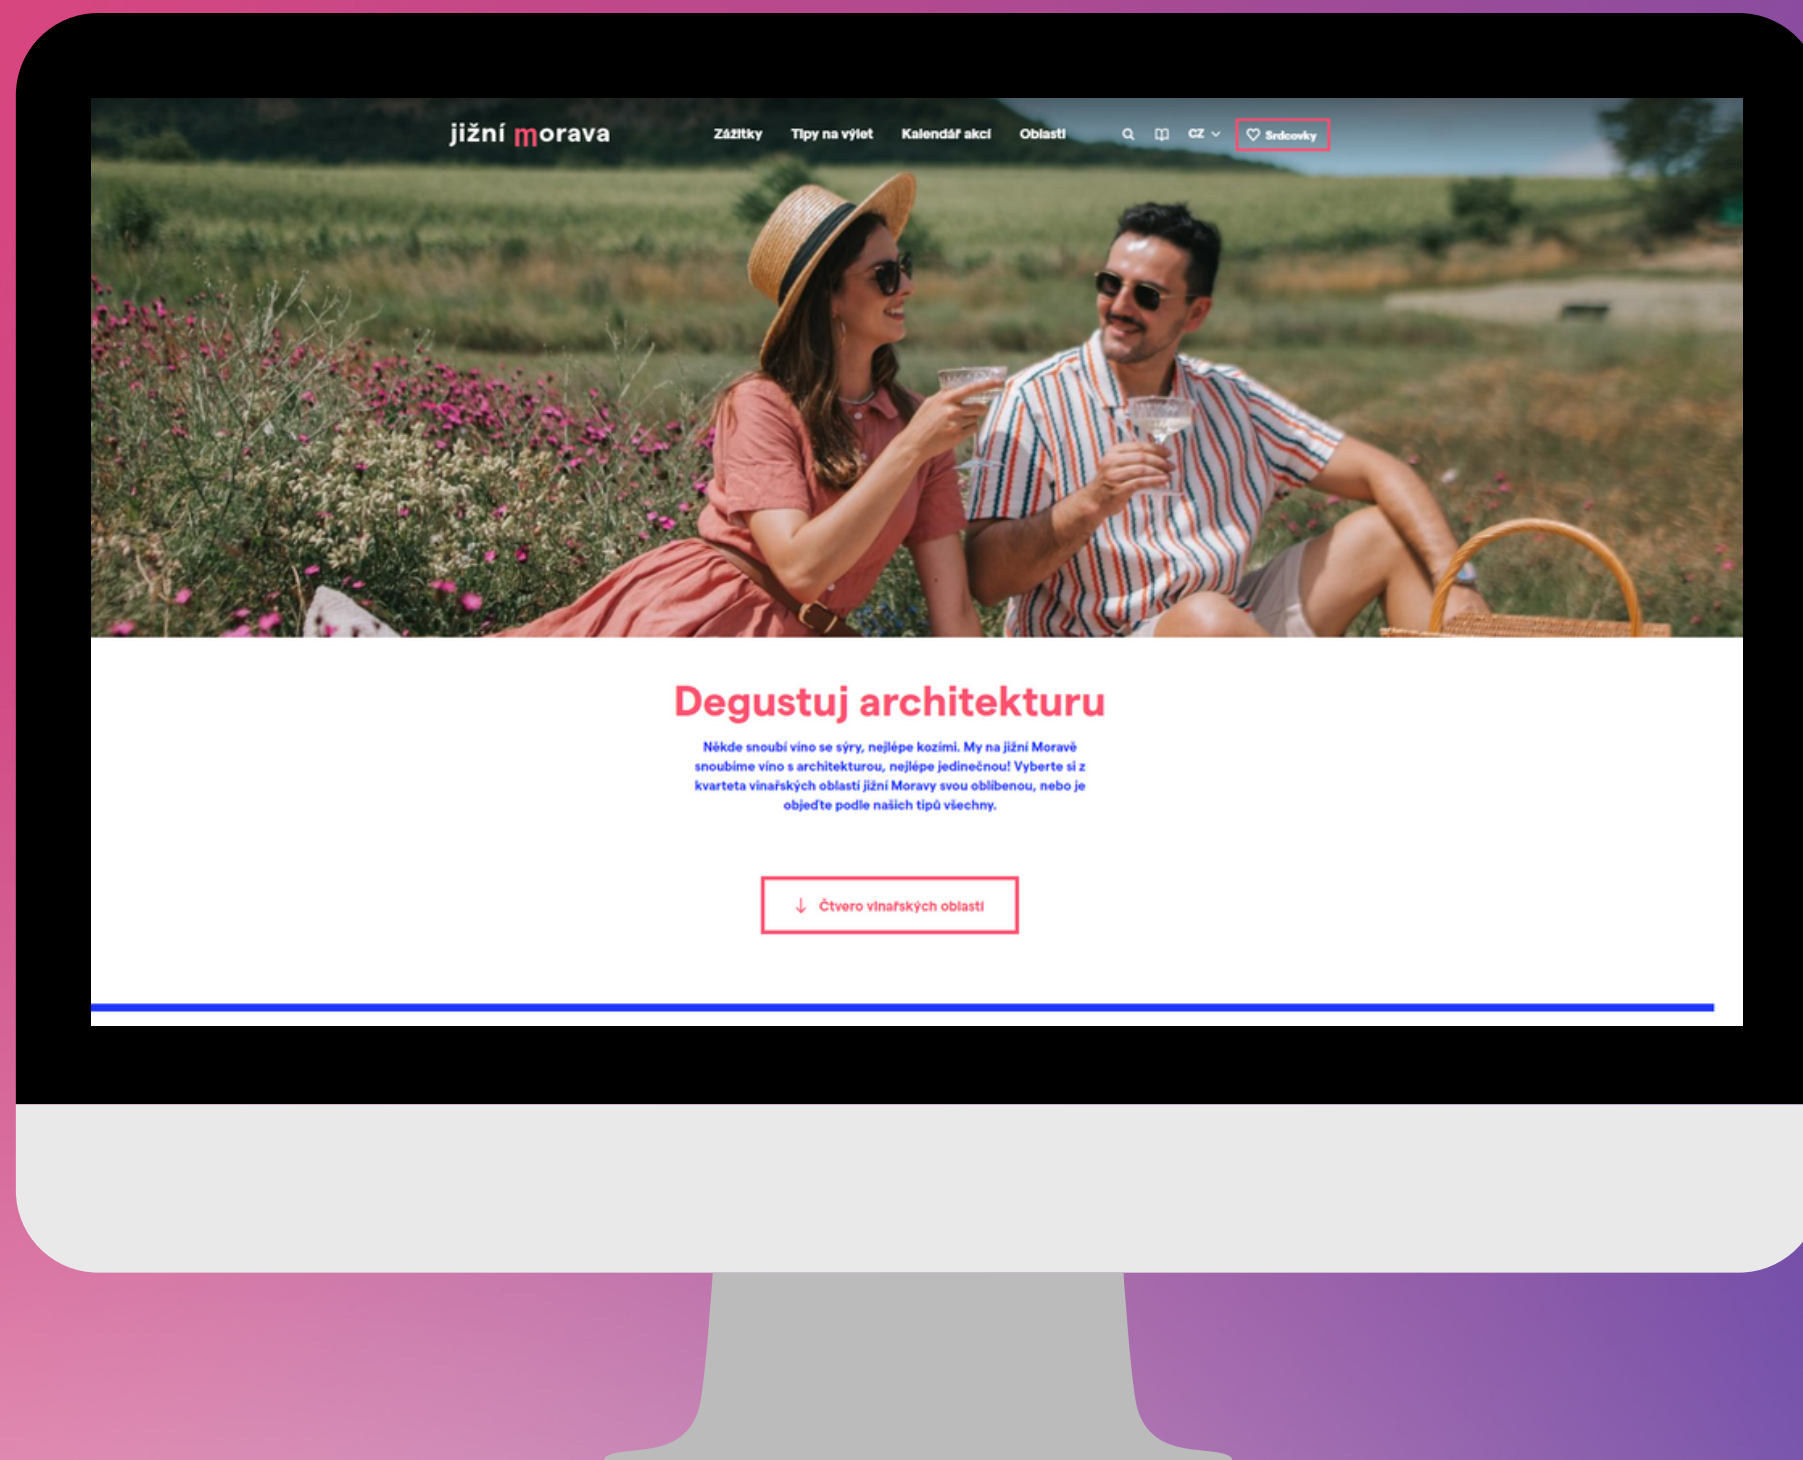 jižní morava
Zážitky Tipy na výlet Kalendář akcí Oblasti CZ Srdcovky
Degustuj architekturu
Někde snoubí víno se sýry, nejlépe kozími. My na jižní Moravě
snoubíme víno s architekturou, nejlépe jedinečnou! Vyberte si z
kvarteta vinařských oblastí jižní Moravy svou oblíbenou, nebo je
objeďte podle našich tipů všechny.
Čtvero vinařských oblastí